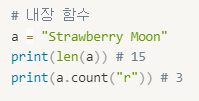 # 내장 함수
a = "Strawberry Moon"
print(len(a)) # 15
print(a.count("r")) # 3